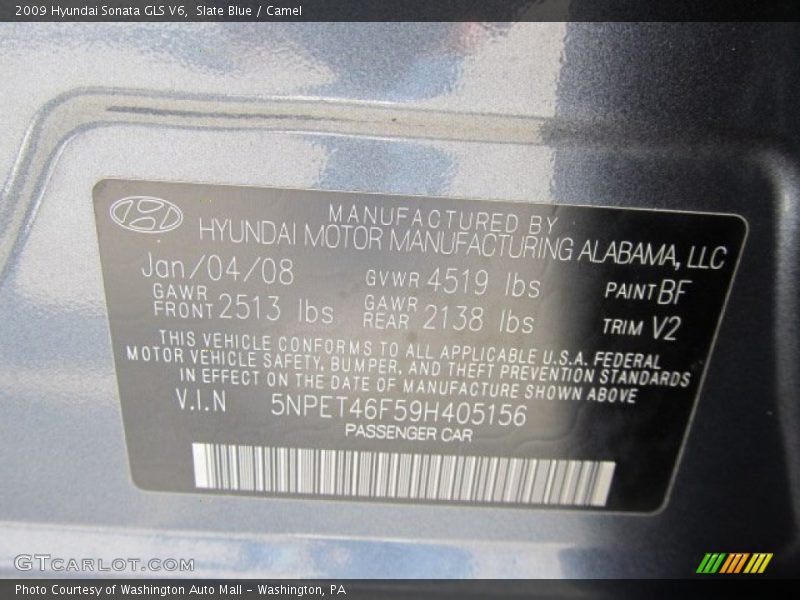 2009 Hyundai Sonata GLS V6, Slate Blue / Camel
MANUFACTURED BY
HYUNDAI MOTOR MANUFACTURING ALABAMA, LLC
Jan/04/08 GVWR 4519 lbs PAINT BF
GAWR FRONT 2513 lbs GAWR REAR 2138 lbs TRIM V2
THIS VEHICLE CONFORMS TO ALL APPLICABLE U.S.A. FEDERAL
MOTOR VEHICLE SAFETY, BUMPER, AND THEFT PREVENTION STANDARDS
IN EFFECT ON THE DATE OF MANUFACTURE SHOWN ABOVE
V.I.N 5NPET46F59H405156
PASSENGER CAR
GTCARLOT.COM
Photo Courtesy of Washington Auto Mall - Washington, PA